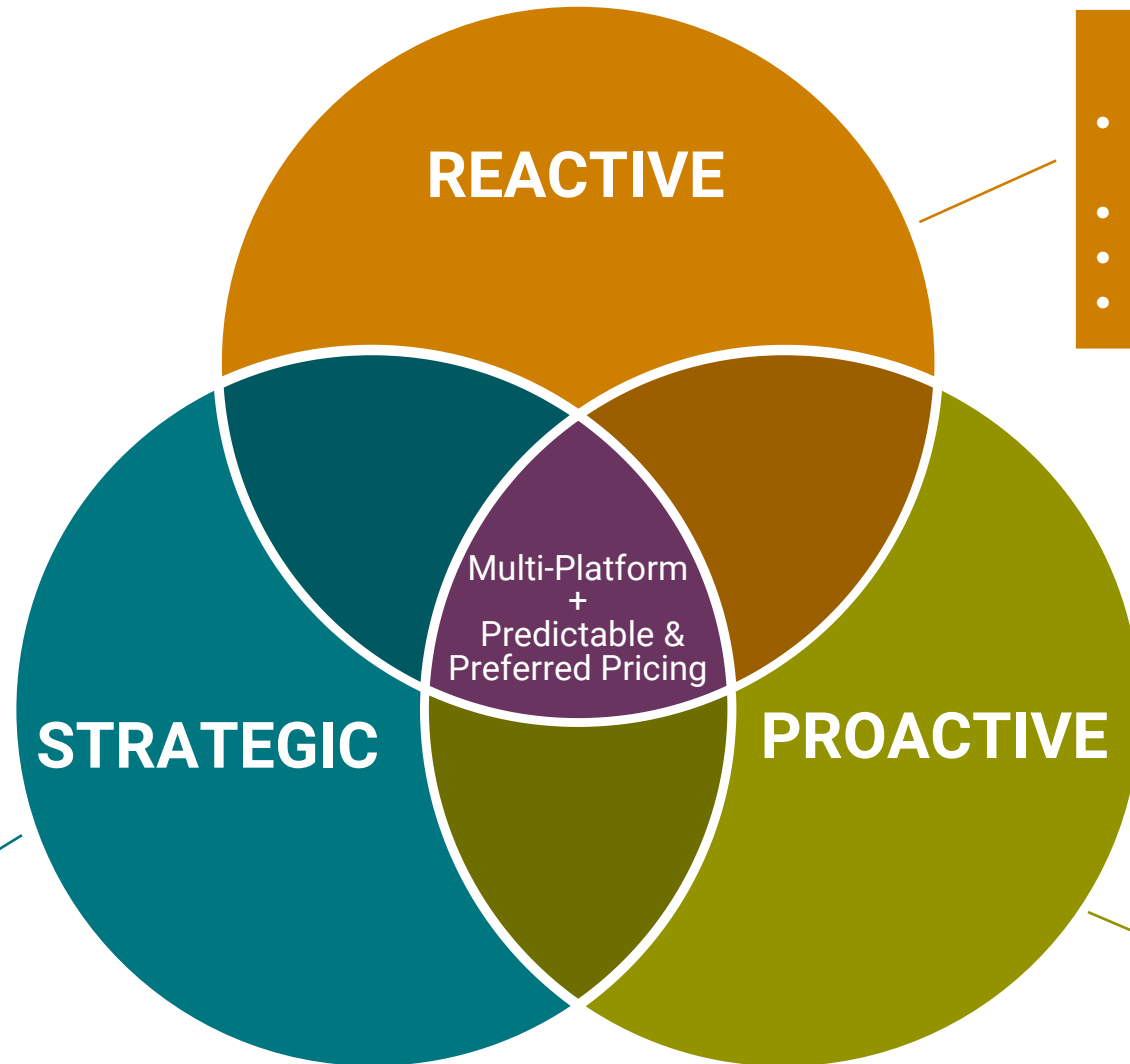 REACTIVE
Multi-Platform
+
Predictable &
Preferred Pricing
STRATEGIC
PROACTIVE